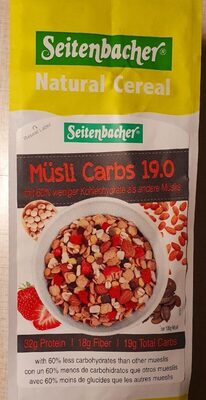 Seitenbacher®
Natural Cereal
Seitenbacher®
Müsli Carbs 19.0
mit 60% weniger Kohlenhydrate als andere Müslis
32g Protein | 18g Fiber | 19g Total Carbs
with 60% less carbohydrates than other mueslis
con un 60% menos de carbohidratos que otros mueslis
avec 60% moins de glucides que les autres mueslis